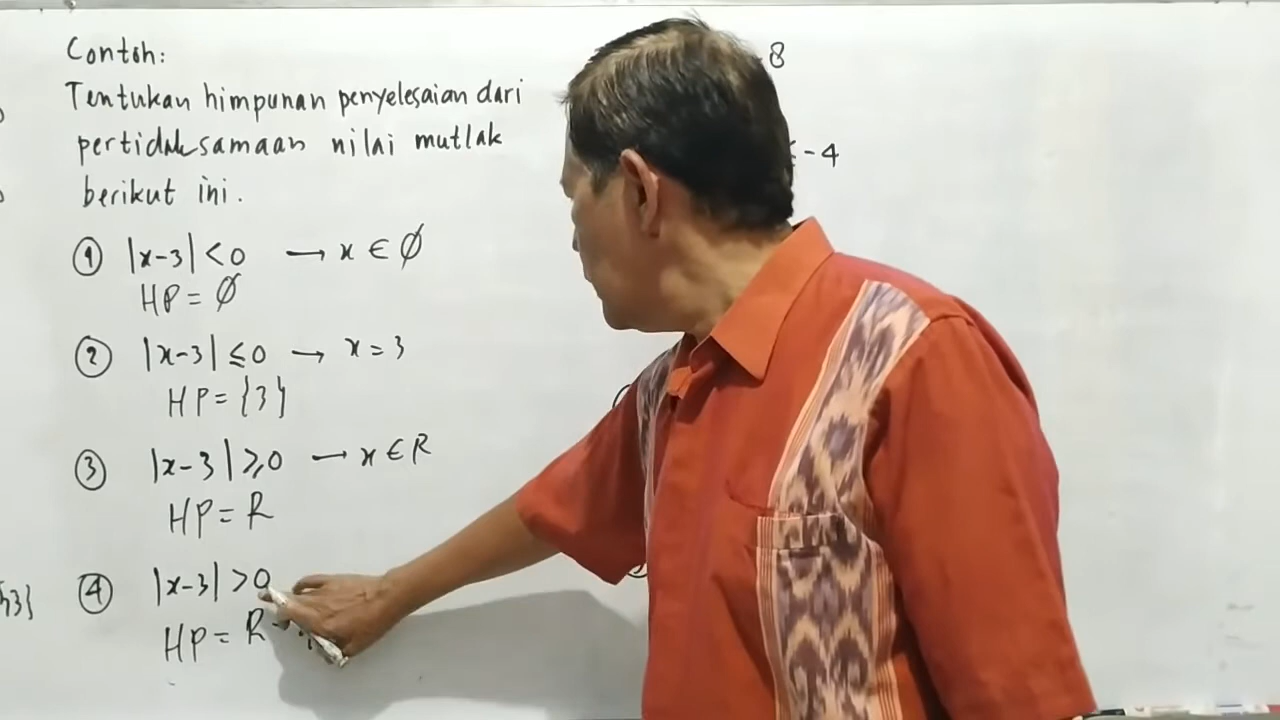 Contoh:
Tentukan himpunan penyelesaian dari
pertidaksamaan nilai mutlak
berikut ini.
① |x-3| < 0 → x ∈ ∅
HP = ∅
② |x-3| ≤ 0 → x = 3
HP = {3}
③ |x-3| ≥ 0 → x ∈ R
HP = R
④ |x-3| > 0
HP = R -
8
-4
3}